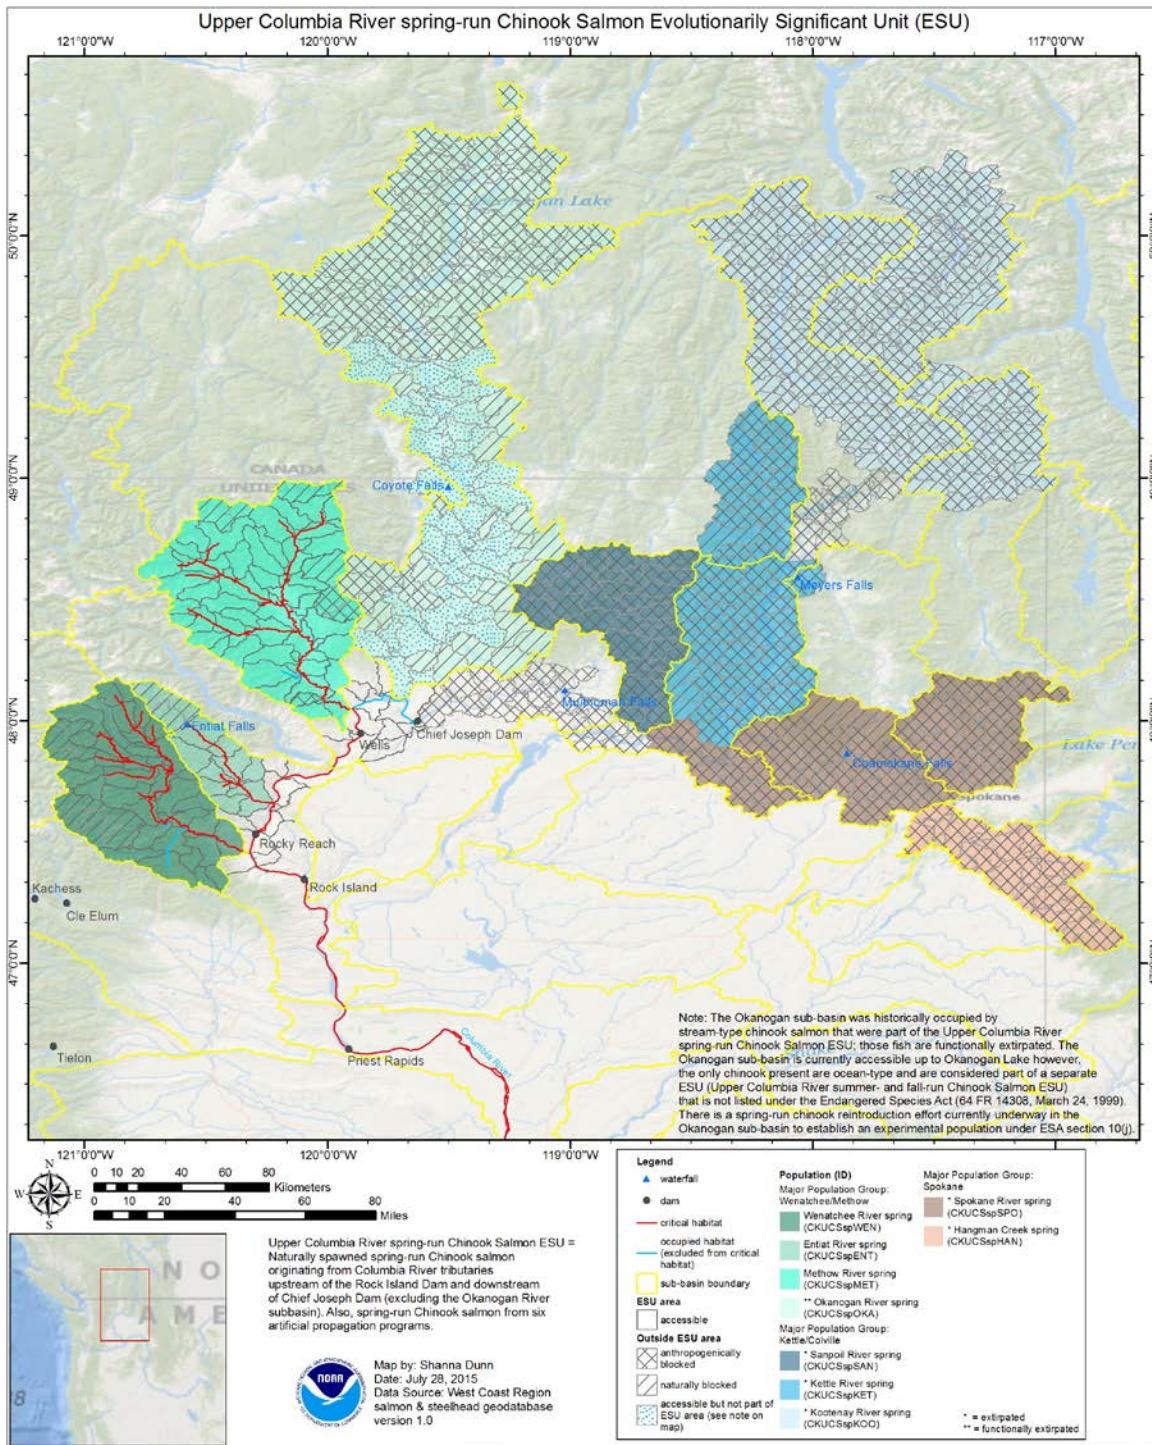 Upper Columbia River spring-run Chinook Salmon Evolutionarily Significant Unit (ESU)
121°0'0"W 120°0'0"W 119°0'0"W 118°0'0"W 117°0'0"W
50°0'0"N
49°0'0"N
48°0'0"N
47°0'0"N
Lake
CANADA
Coyote Falls
Meyers Falls
Entiat Falls
Wells
Chief Joseph Dam
Falls
Falls
Lake
Spokane
Rocky Reach
Rock Island
Kachess
Cle Elum
Tieton
Priest Rapids
Columbia River
Note: The Okanogan sub-basin was historically occupied by
stream-type chinook salmon that were part of the Upper Columbia River
spring-run Chinook Salmon ESU; those fish are functionally extirpated. The
Okanogan sub-basin is currently accessible up to Okanogan Lake however,
the only chinook present are ocean-type and are considered part of a separate
ESU (Upper Columbia River summer- and fall-run Chinook Salmon ESU)
that is not listed under the Endangered Species Act (64 FR 14308, March 24, 1999).
There is a spring-run chinook reintroduction effort currently underway in the
Okanogan sub-basin to establish an experimental population under ESA section 10(j).
121°0'0"W 120°0'0"W 119°0'0"W
N
W E
S
0 10 20 40 60 80
Kilometers
0 10 20 40 60 80
Miles
N O
A M E
Upper Columbia River spring-run Chinook Salmon ESU =
Naturally spawned spring-run Chinook salmon
originating from Columbia River tributaries
upstream of the Rock Island Dam and downstream
of Chief Joseph Dam (excluding the Okanogan River
subbasin). Also, spring-run Chinook salmon from six
artificial propagation programs.
NOAA
Map by: Shanna Dunn
Date: July 28, 2015
Data Source: West Coast Region
salmon & steelhead geodatabase
version 1.0
Legend
waterfall
dam
critical habitat
occupied habitat
(excluded from critical
habitat)
sub-basin boundary
ESU area
accessible
Outside ESU area
anthropogenically
blocked
naturally blocked
accessible but not part of
ESU area (see note on
map)
Population (ID)
Major Population Group:
Wenatchee/Methow
Wenatchee River spring
(CKUCSspWEN)
Entiat River spring
(CKUCSspENT)
Methow River spring
(CKUCSspMET)
** Okanogan River spring
(CKUCSspOKA)
Major Population Group:
Kettle/Colville
* Sanpoil River spring
(CKUCSspSAN)
* Kettle River spring
(CKUCSspKET)
* Kootenay River spring
(CKUCSspKOO)
Major Population Group:
Spokane
* Spokane River spring
(CKUCSspSPO)
* Hangman Creek spring
(CKUCSspHAN)
* = extirpated
** = functionally extirpated